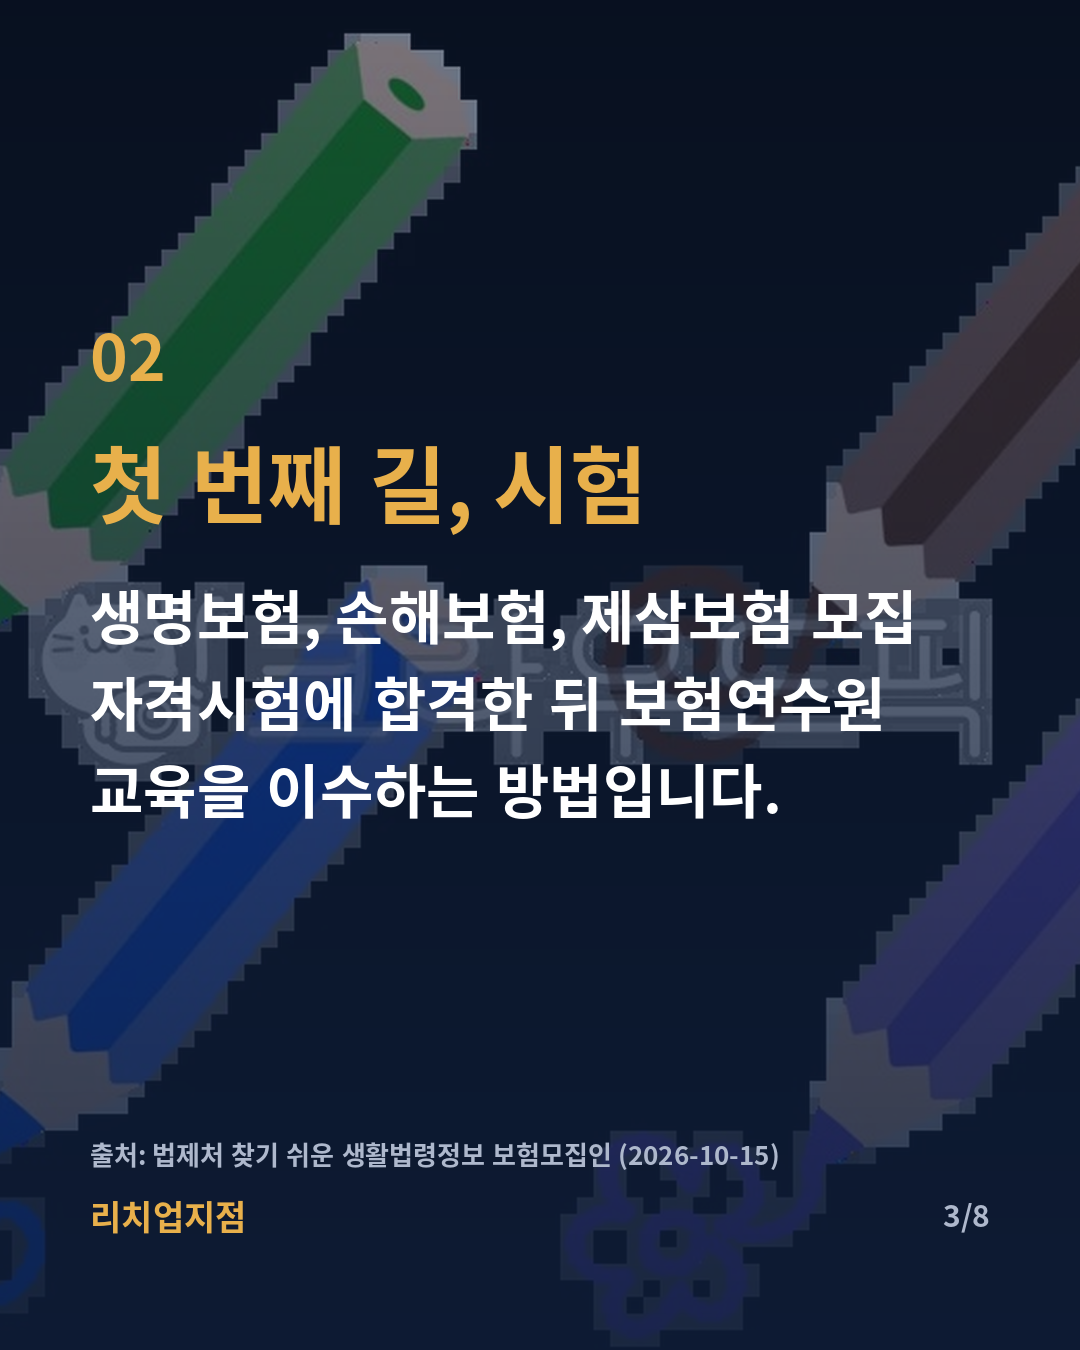 02
첫 번째 길, 시험
생명보험, 손해보험, 제삼보험 모집
자격시험에 합격한 뒤 보험연수원
교육을 이수하는 방법입니다.
출처: 법제처 찾기 쉬운 생활법령정보 보험모집인 (2026-10-15)
리치업지점
3/8